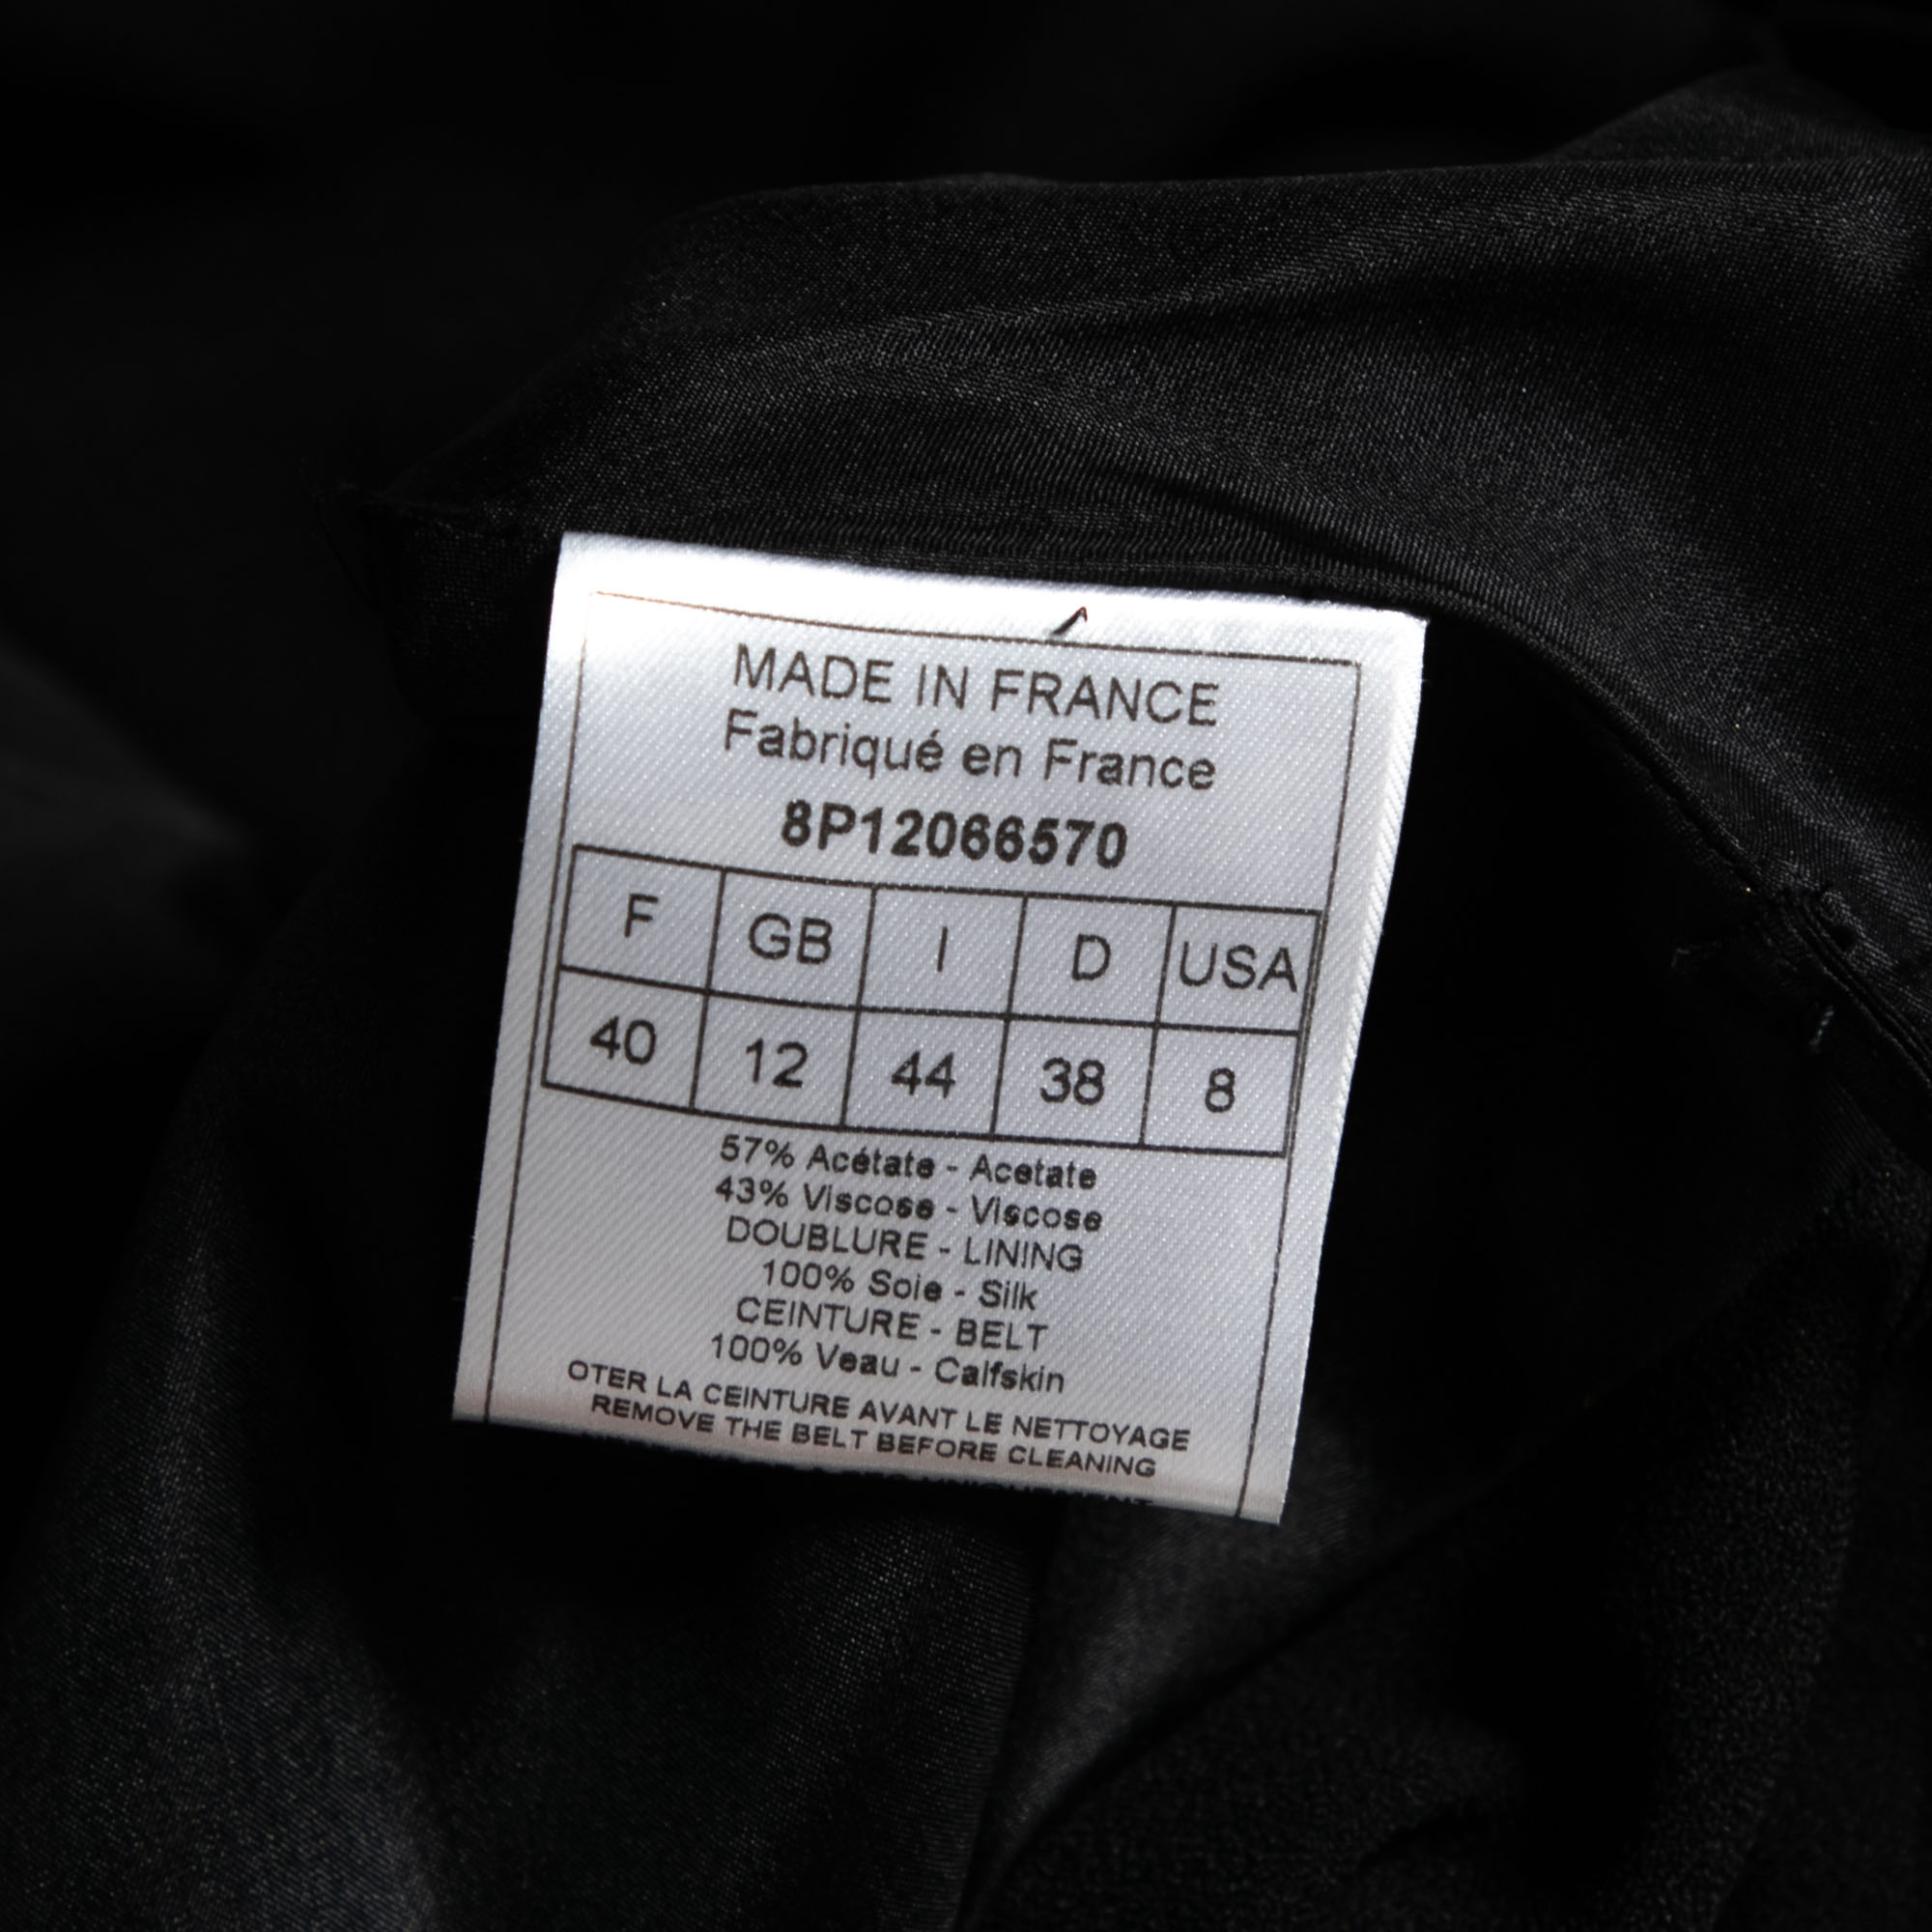 MADE IN FRANCE
Fabriqué en France
8P12066570
F GB I D USA
40 12 44 38 8
57% Acétate - Acetate
43% Viscose - Viscose
DOUBLURE - LINING
100% Soie - Silk
CEINTURE - BELT
100% Veau - Calfskin
OTER LA CEINTURE AVANT LE NETTOYAGE
REMOVE THE BELT BEFORE CLEANING